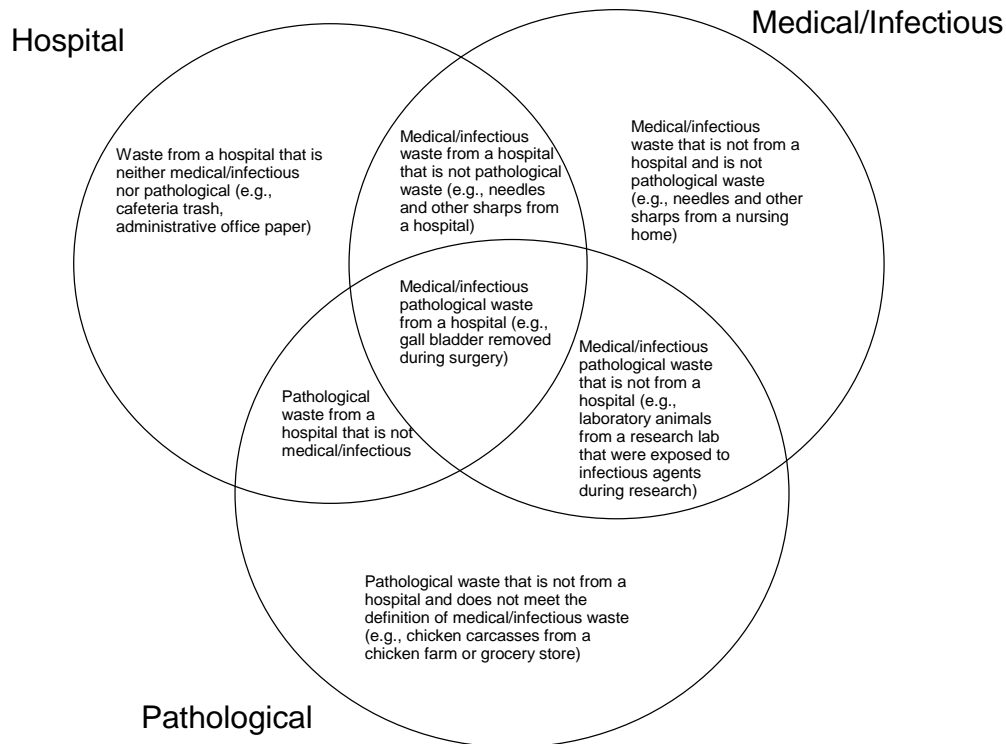 Hospital
Medical/Infectious
Waste from a hospital that is
neither medical/infectious
nor pathological (e.g.,
cafeteria trash,
administrative office paper)
Medical/infectious
waste from a hospital
that is not pathological
waste (e.g., needles
and other sharps from
a hospital)
Medical/infectious
waste that is not from a
hospital and is not
pathological waste
(e.g., needles and other
sharps from a nursing
home)
Medical/infectious
pathological waste
from a hospital (e.g.,
gall bladder removed
during surgery)
Medical/infectious
pathological waste
that is not from a
hospital (e.g.,
laboratory animals
from a research lab
that were exposed to
infectious agents
during research)
Pathological
waste from a
hospital that is not
medical/infectious
Pathological waste that is not from a
hospital and does not meet the
definition of medical/infectious waste
(e.g., chicken carcasses from a
chicken farm or grocery store)
Pathological